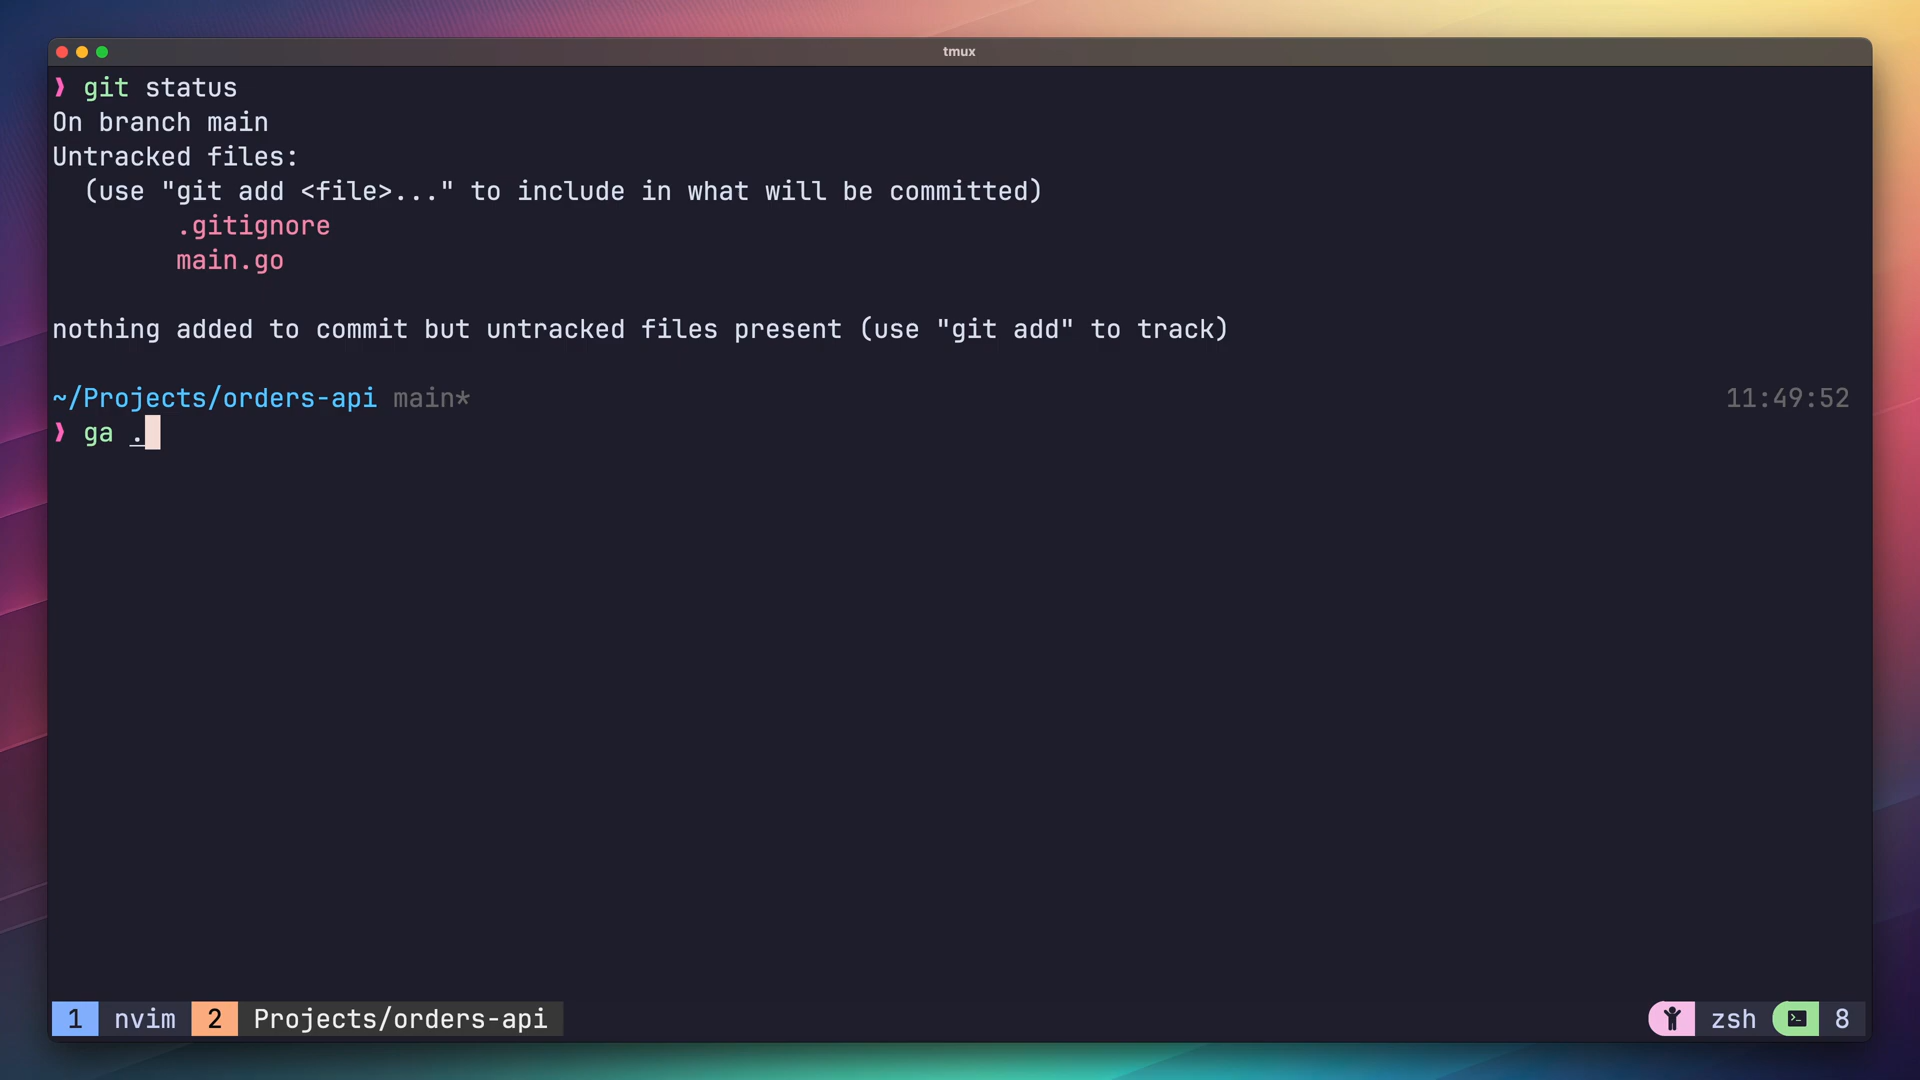 tmux
❱ git status
On branch main
Untracked files:
  (use "git add <file>..." to include in what will be committed)
        .gitignore
        main.go

nothing added to commit but untracked files present (use "git add" to track)

~/Projects/orders-api main* 11:49:52
❱ ga .
1 nvim 2 Projects/orders-api zsh 8